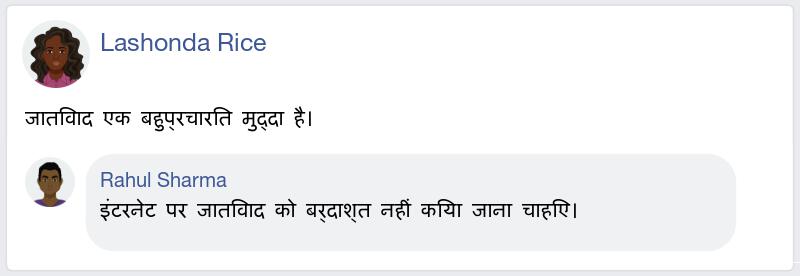 Lashonda Rice
जातिवाद एक बहुप्रचारित मुद्दा है।
Rahul Sharma
इंटरनेट पर जातिवाद को बर्दाश्त नहीं किया जाना चाहिए।